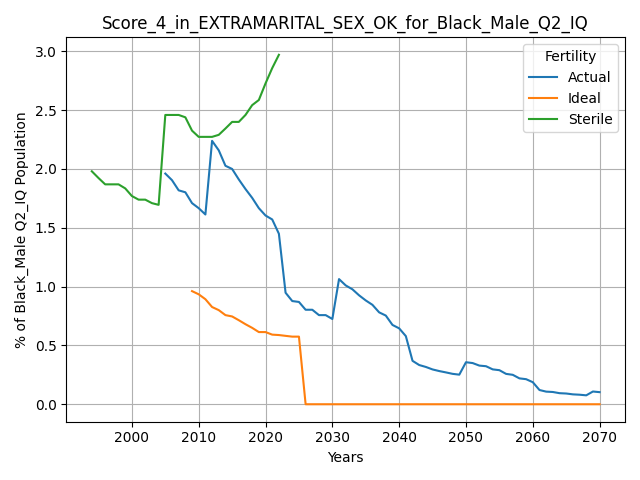 Score_4_in_EXTRAMARITAL_SEX_OK_for_Black_Male_Q2_IQ
% of Black_Male Q2_IQ Population
3.0
2.5
2.0
1.5
1.0
0.5
0.0
Fertility
Actual
Ideal
Sterile
2000 2010 2020 2030 2040 2050 2060 2070
Years